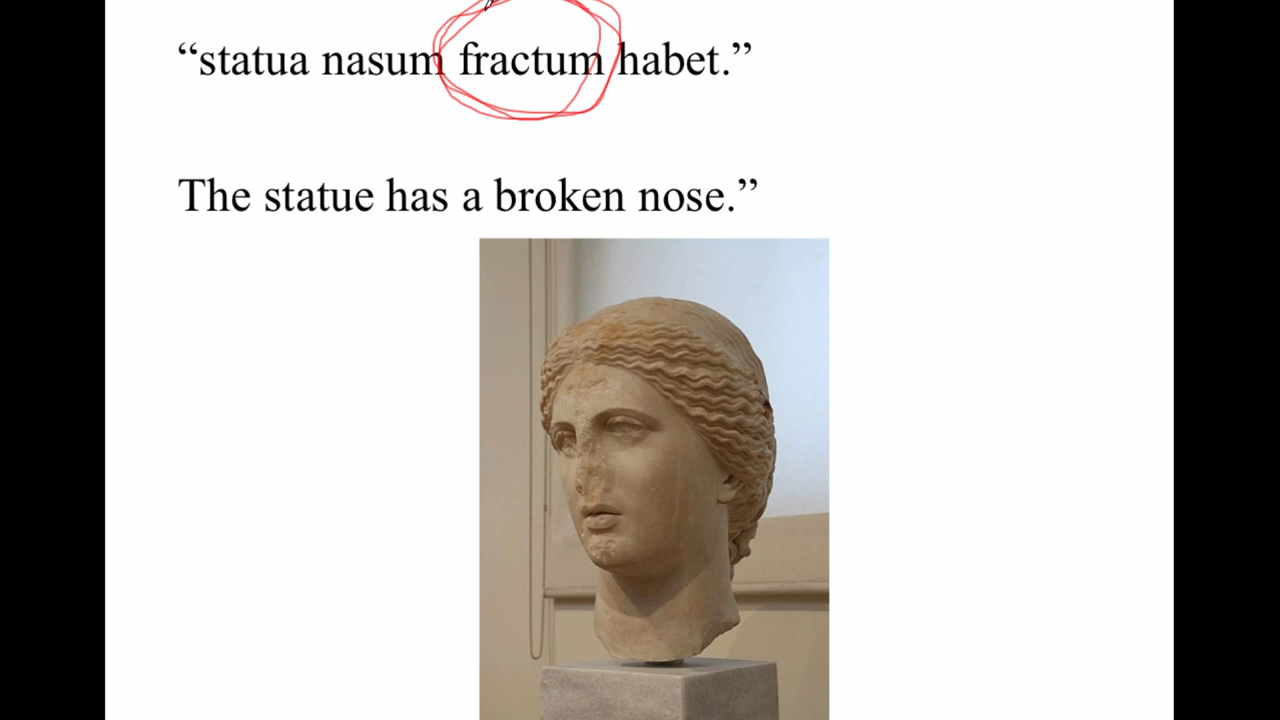 “statua nasum fractum habet.”
The statue has a broken nose.”